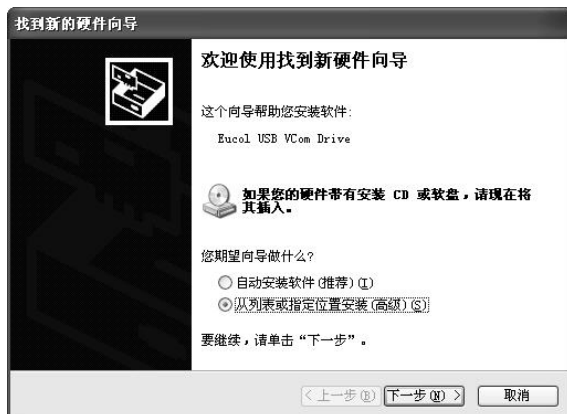 找到新的硬件向导
欢迎使用找到新硬件向导
这个向导帮助您安装软件:
Eucol USB VCom Drive
如果您的硬件带有安装 CD 或软盘，请现在将
其插入。
您期望向导做什么?
自动安装软件(推荐)(I)
从列表或指定位置安装(高级)(S)
要继续，请单击“下一步”。
<上一步(B) 下一步(N)> 取消